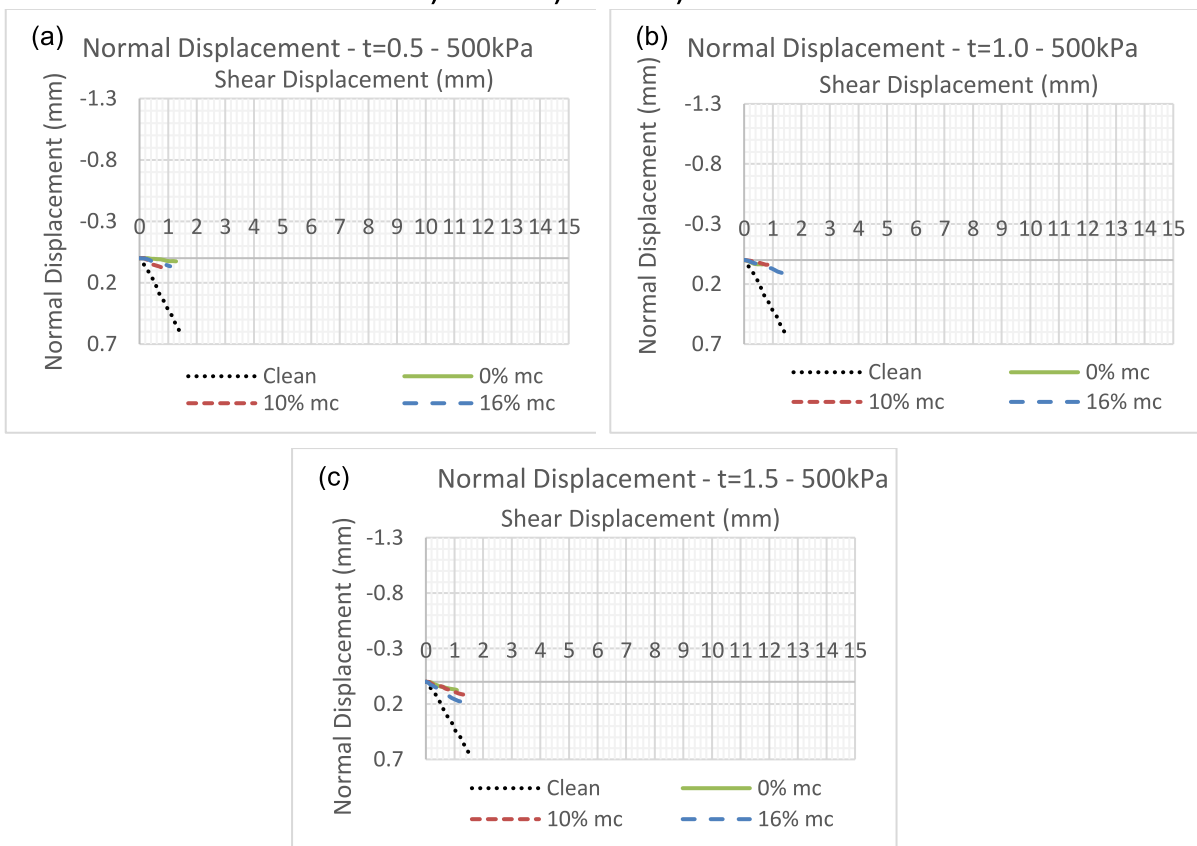 (a)
Normal Displacement - t=0.5 - 500kPa
Shear Displacement (mm)
Normal Displacement (mm)
-1.3
-0.8
-0.3
0 1 2 3 4 5 6 7 8 9 10 11 12 13 14 15
0.2
0.7
Clean 0% mc
10% mc 16% mc
(b)
Normal Displacement - t=1.0 - 500kPa
Shear Displacement (mm)
Normal Displacement (mm)
-1.3
-0.8
-0.3
0 1 2 3 4 5 6 7 8 9 10 11 12 13 14 15
0.2
0.7
Clean 0% mc
10% mc 16% mc
(c)
Normal Displacement - t=1.5 - 500kPa
Shear Displacement (mm)
Normal Displacement (mm)
-1.3
-0.8
-0.3
0 1 2 3 4 5 6 7 8 9 10 11 12 13 14 15
0.2
0.7
Clean 0% mc
10% mc 16% mc